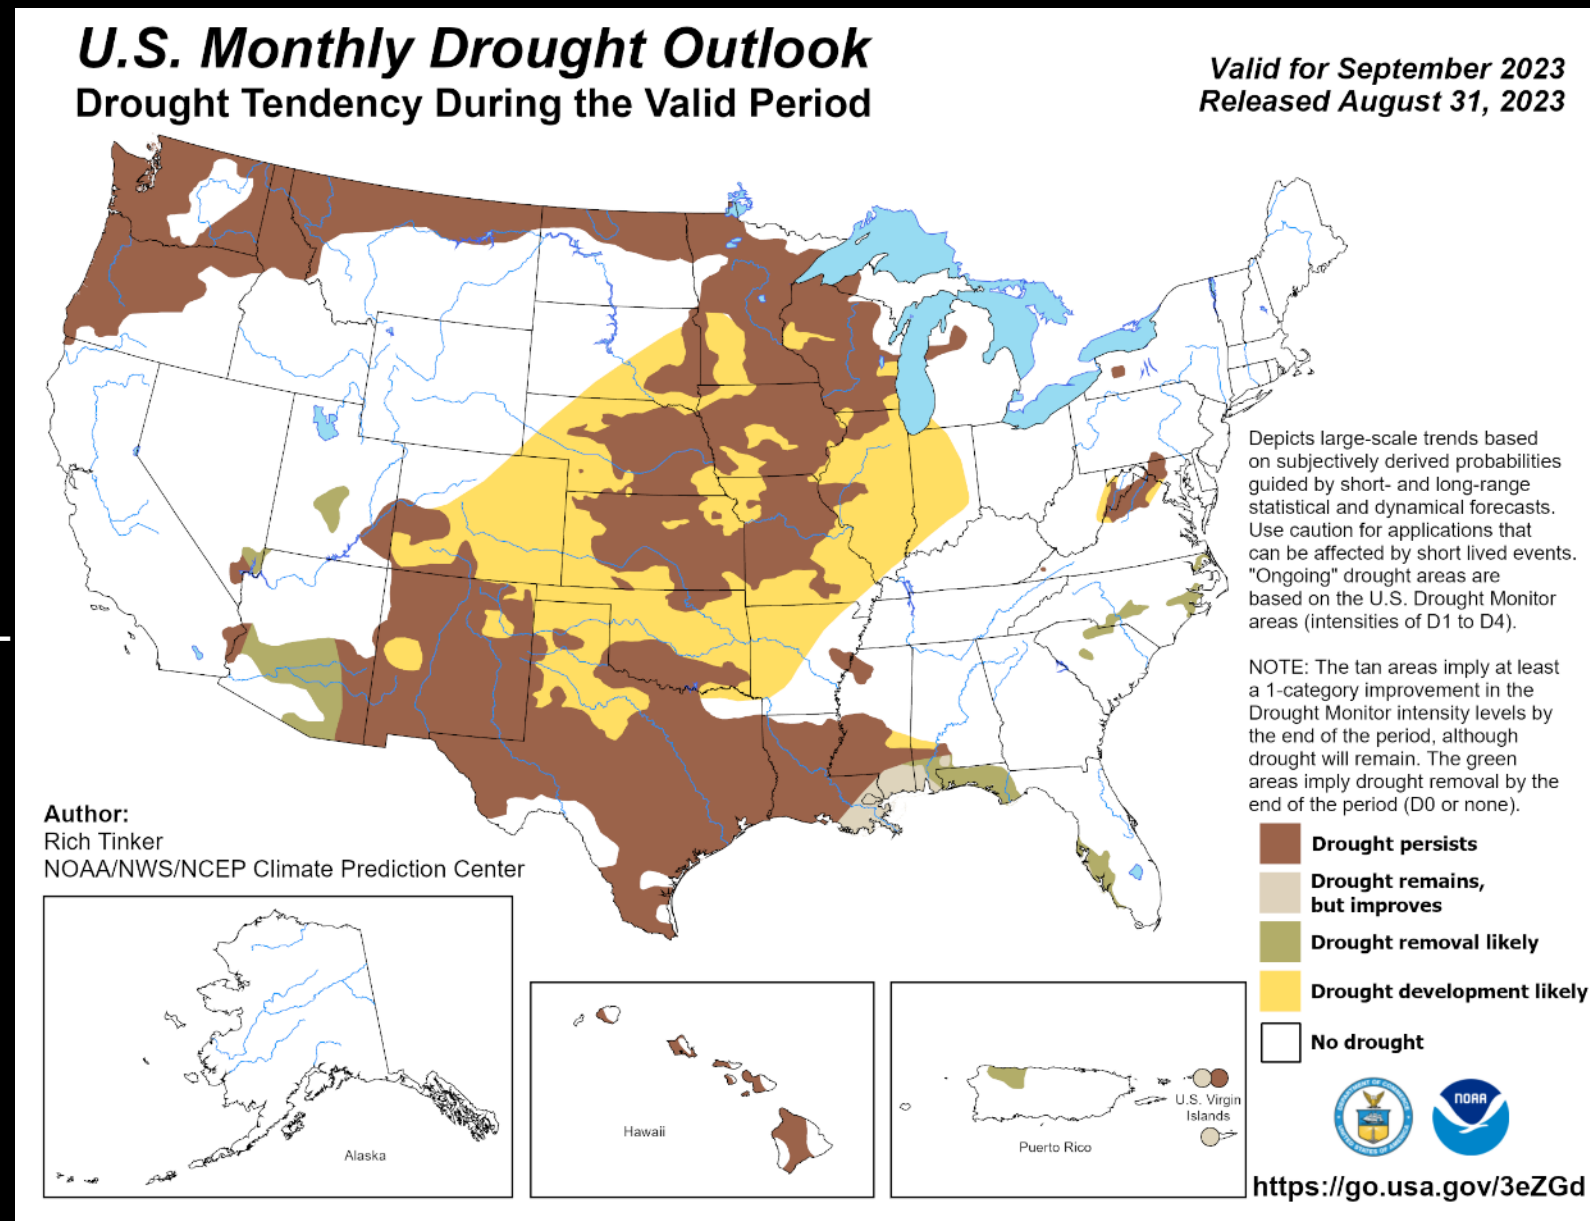 U.S. Monthly Drought Outlook
Drought Tendency During the Valid Period
Valid for September 2023
Released August 31, 2023
Depicts large-scale trends based
on subjectively derived probabilities
guided by short- and long-range
statistical and dynamical forecasts.
Use caution for applications that
can be affected by short lived events.
"Ongoing" drought areas are
based on the U.S. Drought Monitor
areas (intensities of D1 to D4).
NOTE: The tan areas imply at least
a 1-category improvement in the
Drought Monitor intensity levels by
the end of the period, although
drought will remain. The green
areas imply drought removal by the
end of the period (D0 or none).
Author:
Rich Tinker
NOAA/NWS/NCEP Climate Prediction Center
Drought persists
Drought remains,
but improves
Drought removal likely
Drought development likely
No drought
Alaska
Hawaii
Puerto Rico
U.S. Virgin
Islands
DEPARTMENT OF COMMERCE
UNITED STATES OF AMERICA
NOAA
https://go.usa.gov/3eZGd